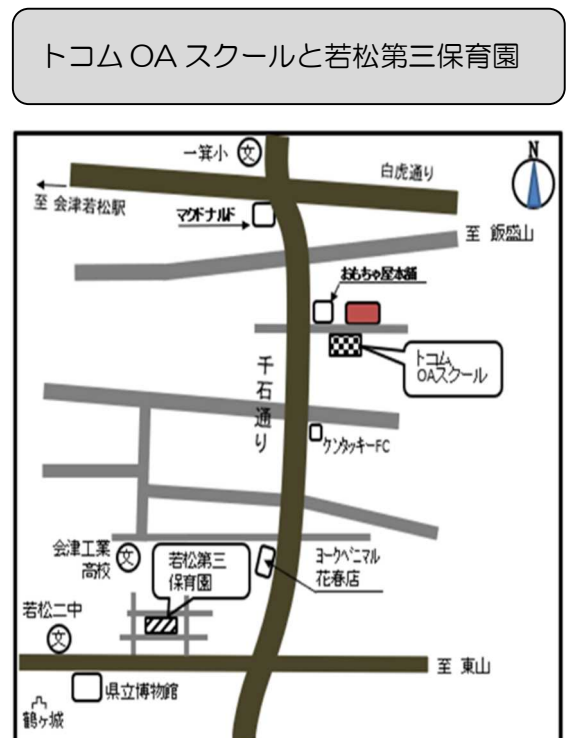 トコム OA スクールと若松第三保育園
一箕小
文
N
白虎通り
至 会津若松駅
マクドナルド
至 飯盛山
おもちゃ屋本舗
トコム
OAスクール
千石通り
ケンタッキーFC
会津工業
高校
文
若松第三
保育園
ヨークベニマル
花春店
若松二中
文
至 東山
県立博物館
鶴ヶ城